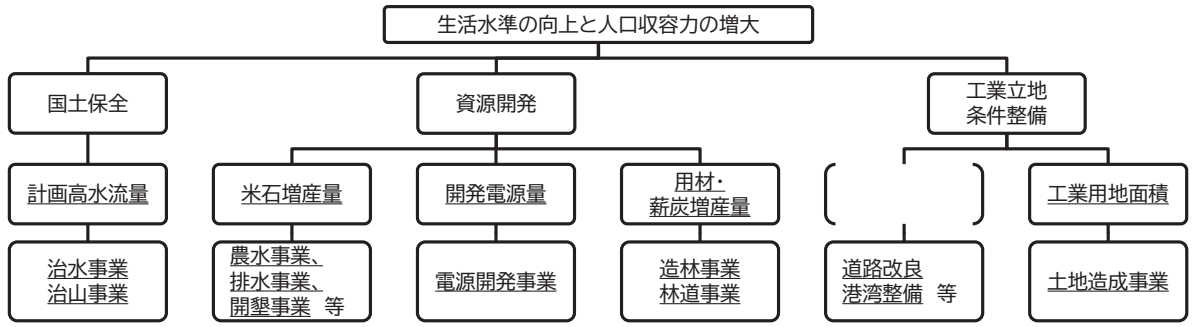 生活水準の向上と人口収容力の増大
国土保全
資源開発
工業立地
条件整備
計画高水流量
米石増産量
開発電源量
用材・
薪炭増産量
工業用地面積
治水事業
治山事業
農水事業、
排水事業、
開墾事業 等
電源開発事業
造林事業
林道事業
道路改良
港湾整備 等
土地造成事業